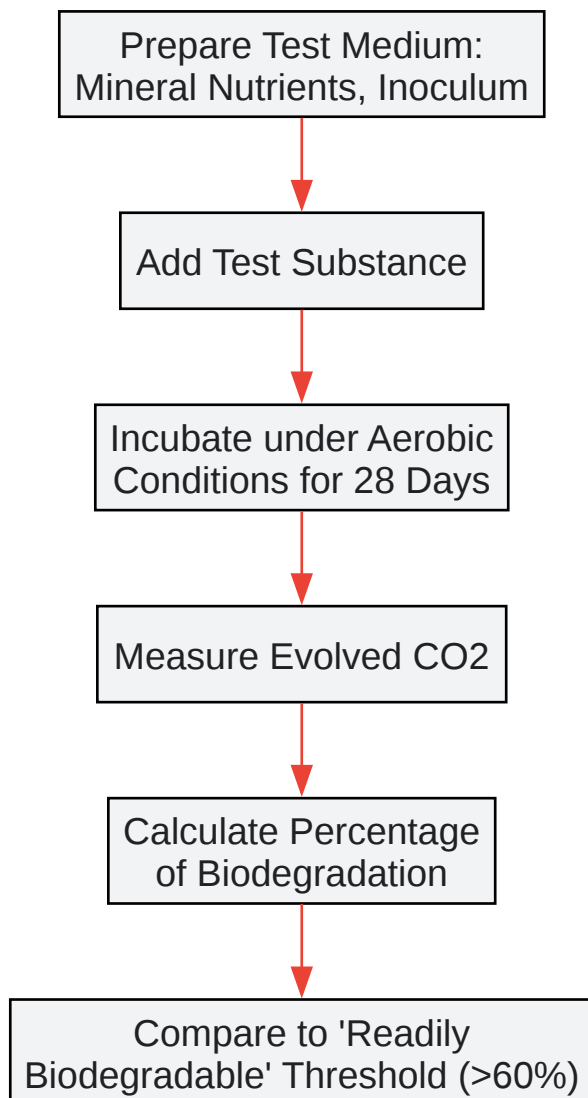 Prepare Test Medium:
Mineral Nutrients, Inoculum
Add Test Substance
Incubate under Aerobic
Conditions for 28 Days
Measure Evolved CO2
Calculate Percentage
of Biodegradation
Compare to 'Readily
Biodegradable' Threshold (>60%)